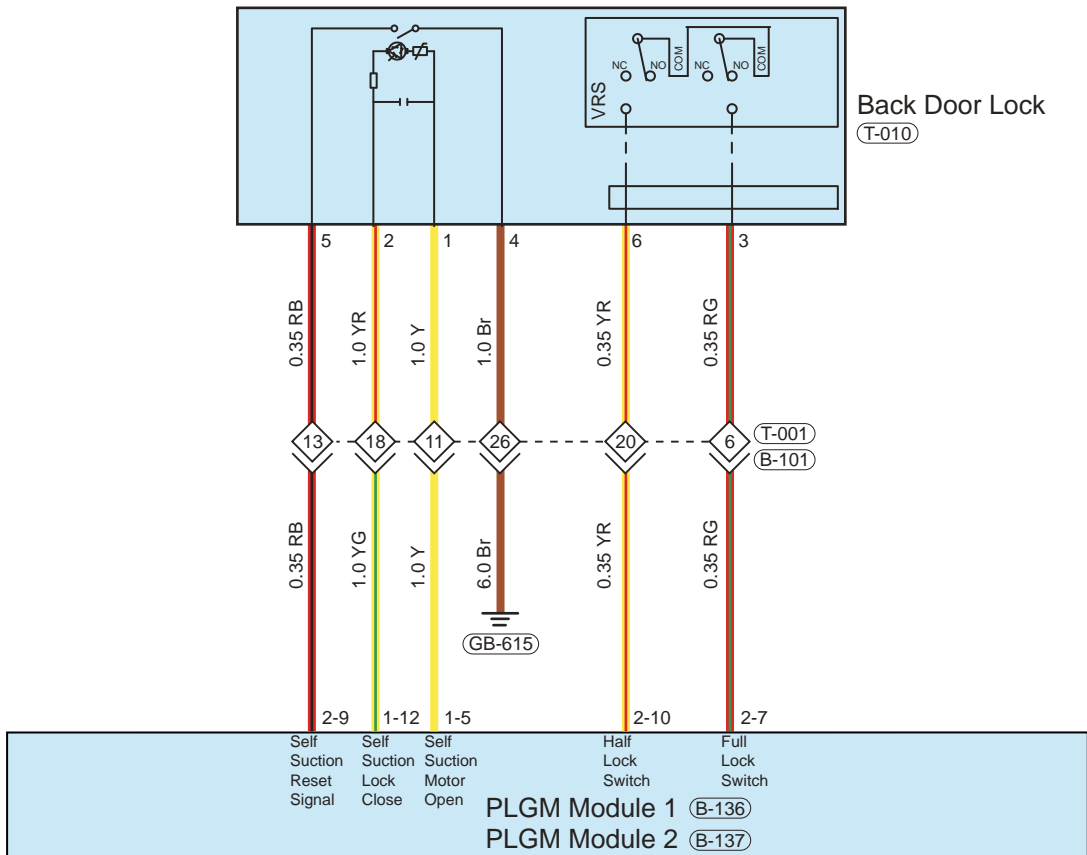 NC
NO
COM
NC
NO
COM
VRS
Back Door Lock
T-010
5
2
1
4
6
3
0.35 RB
1.0 YR
1.0 Y
1.0 Br
0.35 YR
0.35 RG
13
18
11
26
20
6
T-001
B-101
0.35 RB
1.0 YG
1.0 Y
6.0 Br
0.35 YR
0.35 RG
GB-615
2-9
1-12
1-5
2-10
2-7
Self
Suction
Reset
Signal
Self
Suction
Lock
Close
Self
Suction
Motor
Open
Half
Lock
Switch
Full
Lock
Switch
PLGM Module 1 B-136
PLGM Module 2 B-137